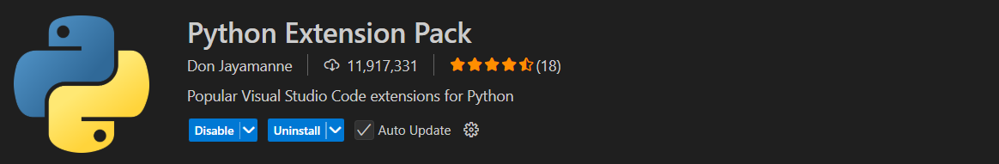 Python Extension Pack
Don Jayamanne 11,917,331 (18)
Popular Visual Studio Code extensions for Python
Disable Uninstall Auto Update